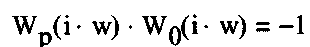 W_p(i · w) · W_0(i · w) = −1